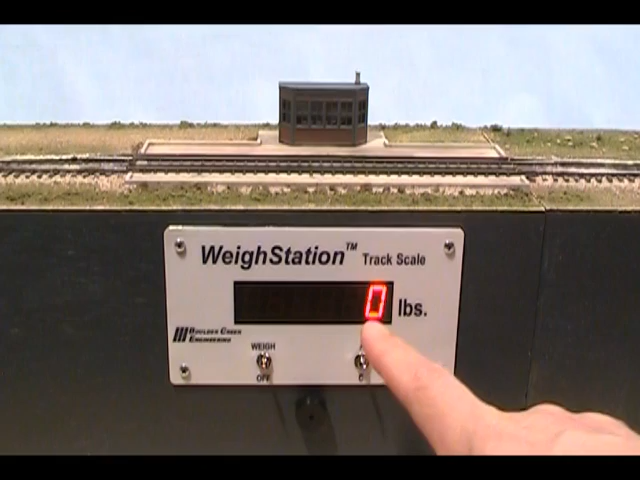 WeighStation™ Track Scale
0 lbs.
BOULDER CREEK
ENGINEERING
WEIGH
OFF
C